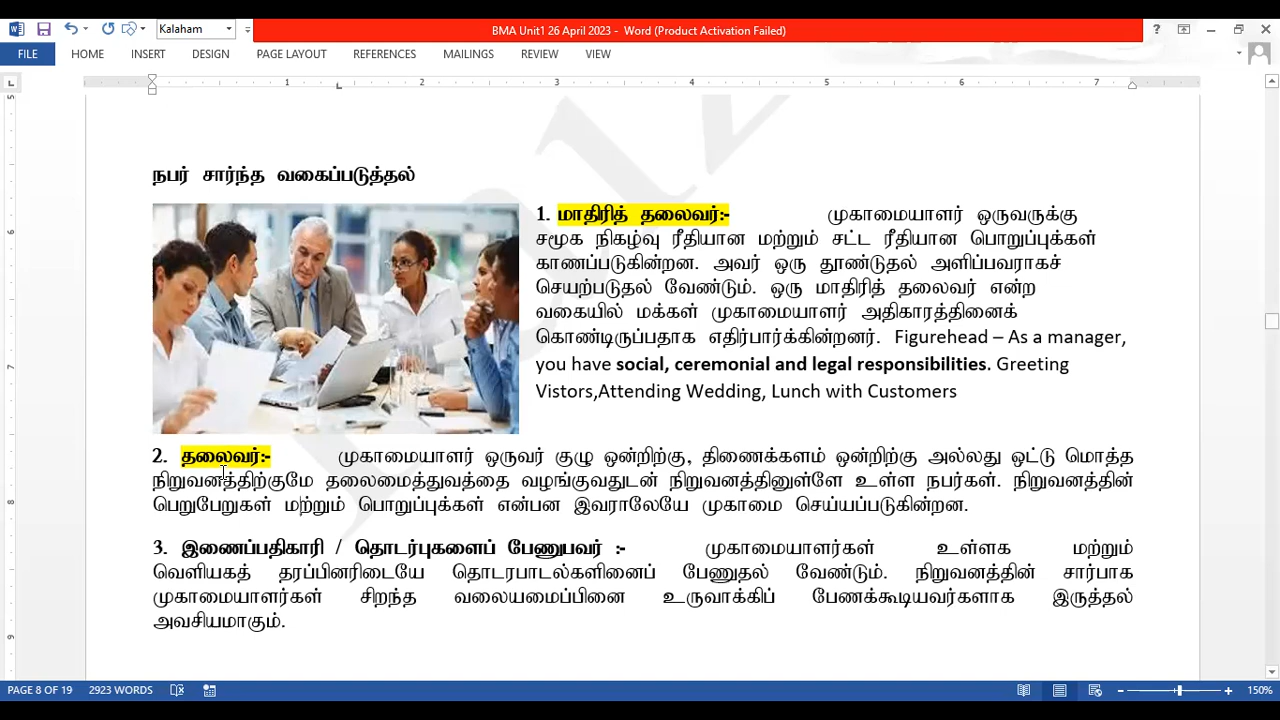 Kalaham
BMA Unit1 26 April 2023 - Word (Product Activation Failed)
FILE HOME INSERT DESIGN PAGE LAYOUT REFERENCES MAILINGS REVIEW VIEW
1 2 3 4 5 6 7
நபர் சார்ந்த வகைப்படுத்தல்
1. மாதிரித் தலைவர்:- முகாமையாளர் ஒருவருக்கு
சமூக நிகழ்வு ரீதியான மற்றும் சட்ட ரீதியான பொறுப்புக்கள்
காணப்படுகின்றன. அவர் ஒரு தூண்டுதல் அளிப்பவராகச்
செயற்படுதல் வேண்டும். ஒரு மாதிரித் தலைவர் என்ற
வகையில் மக்கள் முகாமையாளர் அதிகாரத்தினைக்
கொண்டிருப்பதாக எதிர்பார்க்கின்றனர். Figurehead – As a manager,
you have social, ceremonial and legal responsibilities. Greeting
Vistors,Attending Wedding, Lunch with Customers
2. தலைவர்:- முகாமையாளர் ஒருவர் குழு ஒன்றிற்கு, திணைக்களம் ஒன்றிற்கு அல்லது ஒட்டு மொத்த
நிறுவனத்திற்குமே தலைமைத்துவத்தை வழங்குவதுடன் நிறுவனத்தினுள்ளே உள்ள நபர்கள். நிறுவனத்தின்
பெறுபேறுகள் மற்றும் பொறுப்புக்கள் என்பன இவராலேயே முகாமை செய்யப்படுகின்றன.
3. இணைப்பதிகாரி / தொடர்புகளைப் பேணுபவர் :- முகாமையாளர்கள் உள்ளக மற்றும்
வெளியகத் தரப்பினரிடையே தொடரபாடல்களினைப் பேணுதல் வேண்டும். நிறுவனத்தின் சார்பாக
முகாமையாளர்கள் சிறந்த வலையமைப்பினை உருவாக்கிப் பேணக்கூடியவர்களாக இருத்தல்
அவசியமாகும்.
PAGE 8 OF 19 2923 WORDS 150%